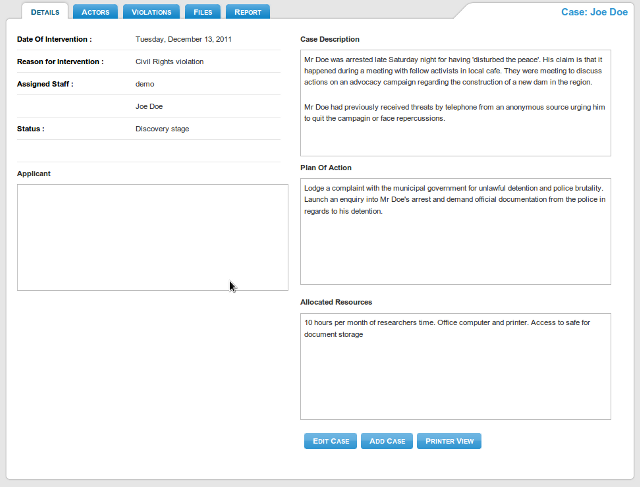 DETAILS ACTORS VIOLATIONS FILES REPORT Case: Joe Doe
Date Of Intervention : Tuesday, December 13, 2011
Reason for Intervention : Civil Rights violation
Assigned Staff : demo
Joe Doe
Status : Discovery stage
Applicant
Case Description
Mr Doe was arrested late Saturday night for having 'disturbed the peace'. His claim is that it
happened during a meeting with fellow activists in local cafe. They were meeting to discuss
actions on an advocacy campaign regarding the construction of a new dam in the region.
Mr Doe had previously received threats by telephone from an anonymous source urging him
to quit the campagin or face repercussions.
Plan Of Action
Lodge a complaint with the municipal government for unlawful detention and police brutality.
Launch an enquiry into Mr Doe's arrest and demand official documentation from the police in
regards to his detention.
Allocated Resources
10 hours per month of researchers time. Office computer and printer. Access to safe for
document storage
EDIT CASE ADD CASE PRINTER VIEW